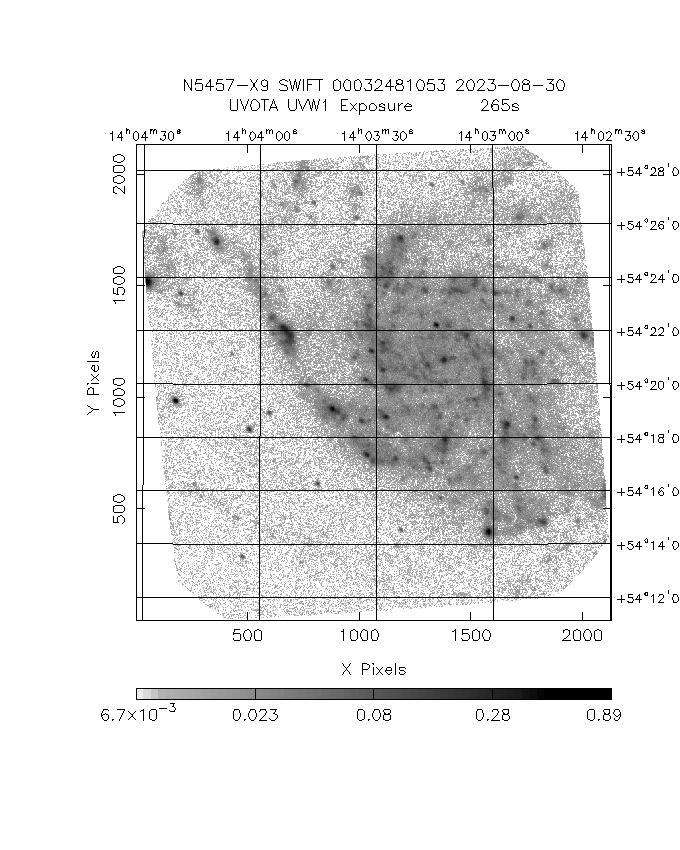 N5457-X9 SWIFT 00032481053 2023-08-30
UVOTA UVW1 Exposure 265s
14ʰ04ᵐ30ˢ 14ʰ04ᵐ00ˢ 14ʰ03ᵐ30ˢ 14ʰ03ᵐ00ˢ 14ʰ02ᵐ30ˢ
2000
1500
1000
500
Y Pixels
+54°28'0
+54°26'0
+54°24'0
+54°22'0
+54°20'0
+54°18'0
+54°16'0
+54°14'0
+54°12'0
500 1000 1500 2000
X Pixels
6.7×10⁻³ 0.023 0.08 0.28 0.89